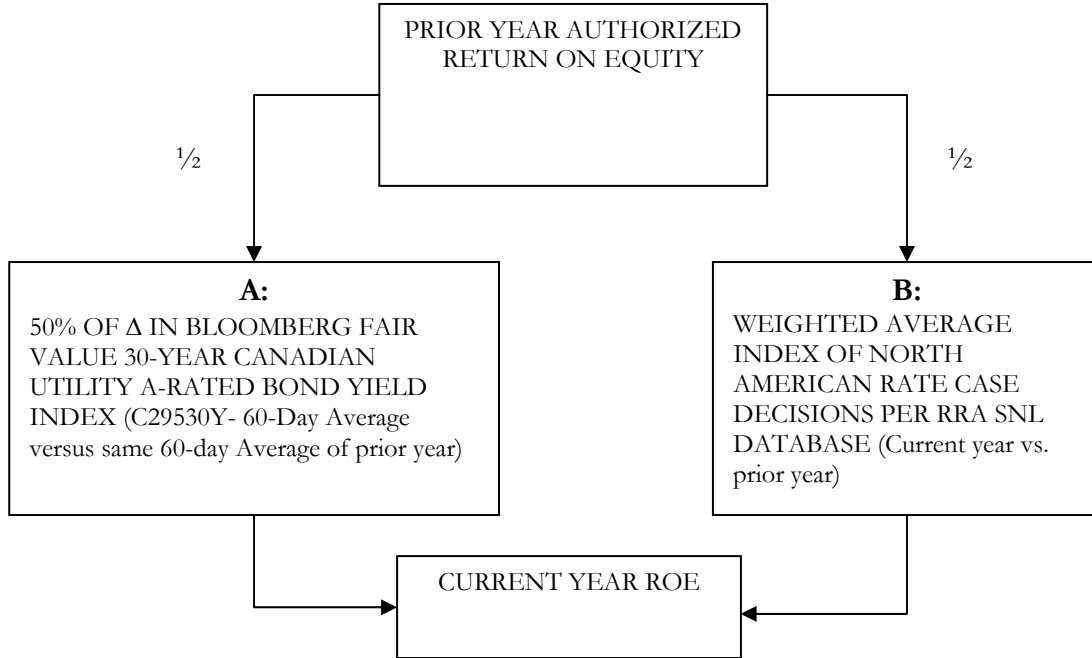 PRIOR YEAR AUTHORIZED
RETURN ON EQUITY
½
½
A:
50% OF Δ IN BLOOMBERG FAIR
VALUE 30-YEAR CANADIAN
UTILITY A-RATED BOND YIELD
INDEX (C29530Y- 60-Day Average
versus same 60-day Average of prior year)
B:
WEIGHTED AVERAGE
INDEX OF NORTH
AMERICAN RATE CASE
DECISIONS PER RRA SNL
DATABASE (Current year vs.
prior year)
CURRENT YEAR ROE